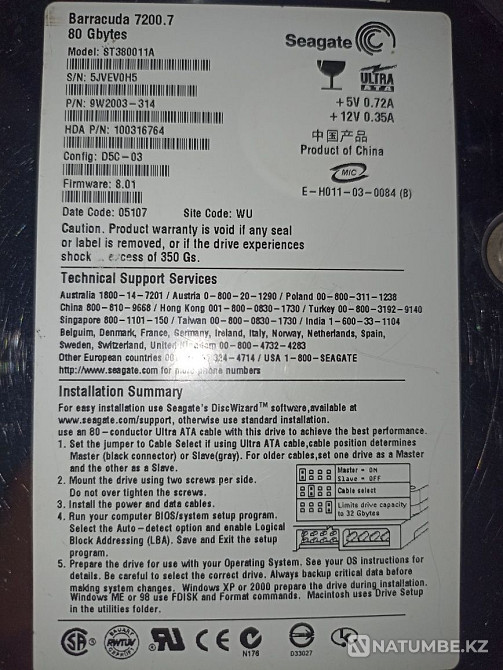 Barracuda 7200.7
80 Gbytes
Model: ST380011A
S/N: 5JVEV0H5
P/N: 9W2003-314
HDA P/N: 100316764
Config: D5C-03
Firmware: 8.01
Date Code: 05107 Site Code: WU
Seagate
ULTRA
ATA
+5V 0.72A
+12V 0.35A
中国产品
Product of China
MIC
E-H011-03-0084 (B)
Caution. Product warranty is void if any seal
or label is removed, or if the drive experiences
shock excess of 350 Gs.
Technical Support Services
Australia 1800-14-7201 / Austria 0-800-20-1290 / Poland 00-800-311-1238
China 800-810-9668 / Hong Kong 001-800-0830-1730 / Turkey 00-800-3192-9140
Singapore 800-1101-150 / Taiwan 00-800-0830-1730 / India 1-600-33-1104
Belguim, Denmark, France, Germany, Ireland, Italy, Norway, Netherlands, Spain,
Sweden, Switzerland, United Kingdom 00-800-4732-4283
Other European countries 324-4714 / USA 1-800-SEAGATE
http://www.seagate.com for more phone numbers
Installation Summary
For easy installation use Seagate's DiscWizard™ software, available at
www.seagate.com/support, otherwise use standard installation.
use an 80-conductor Ultra ATA cable with this drive to achieve the best performance.
1. Set the jumper to Cable Select if using Ultra ATA cable, cable position determines
Master (black connector) or Slave(gray). For older cables, set one drive as a Master
and the other as a Slave.
2. Mount the drive using two screws per side.
Do not over tighten the screws.
3. Install the power and data cables.
4. Run your computer BIOS/system setup program.
Select the Auto-detect option and enable Logical
Block Addressing (LBA). Save and Exit the setup
program.
Master = ON
Slave = OFF
Cable select
Limits drive capacity
to 32 Gbytes
5. Prepare the drive for use with your Operating System. See your OS instructions for
details. Be careful to select the correct drive. Always backup critical data before
making system changes. Windows XP or 2000 prepare the drive during installation.
Windows ME or 98 use FDISK and Format commands. Macintosh uses Drive Setup
in the utilities folder.
N176
D33027
NATUMBE.KZ